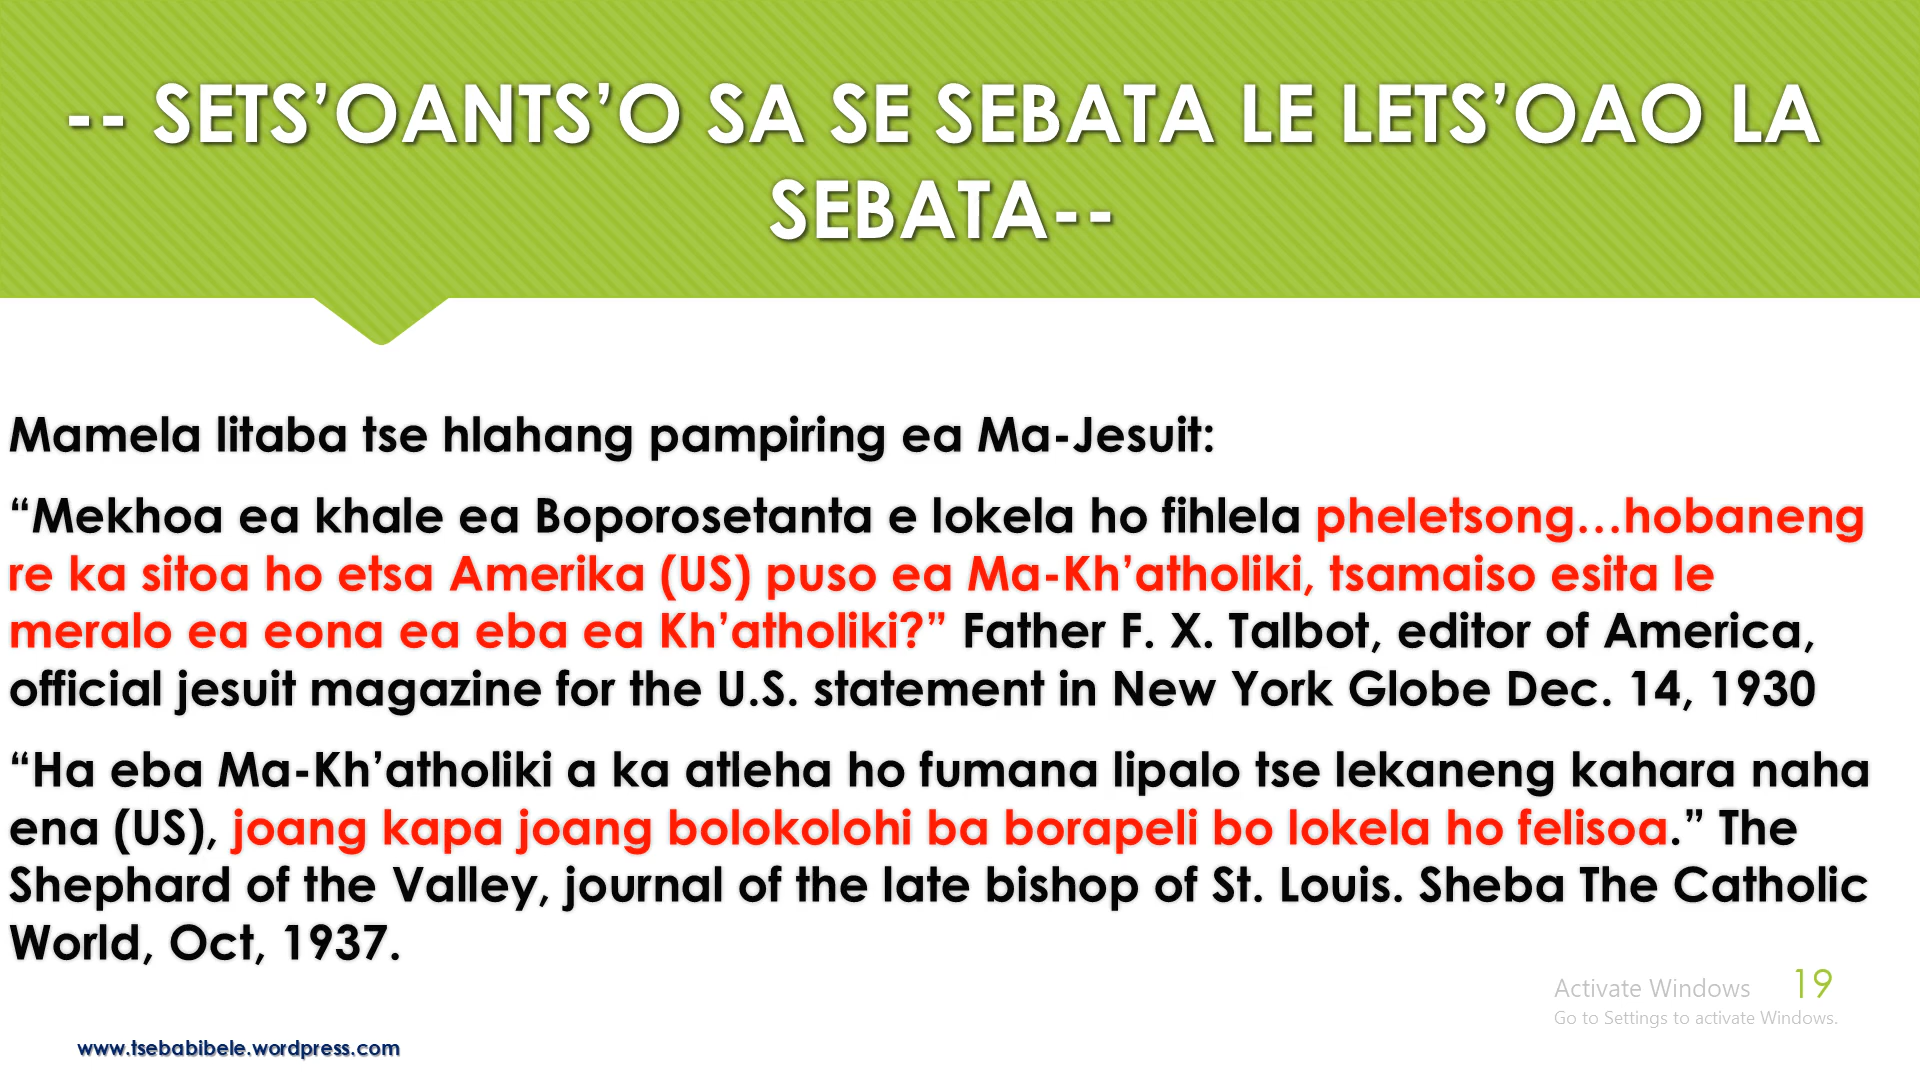 -- SETS’OANTS’O SA SE SEBATA LE LETS’OAO LA
SEBATA--
Mamela litaba tse hlahang pampiring ea Ma-Jesuit:
“Mekhoa ea khale ea Boporosetanta e lokela ho fihlela pheletsong…hobaneng
re ka sitoa ho etsa Amerika (US) puso ea Ma-Kh’atholiki, tsamaiso esita le
meralo ea eona ea eba ea Kh’atholiki?” Father F. X. Talbot, editor of America,
official jesuit magazine for the U.S. statement in New York Globe Dec. 14, 1930
“Ha eba Ma-Kh’atholiki a ka atleha ho fumana lipalo tse lekaneng kahara naha
ena (US), joang kapa joang bolokolohi ba borapeli bo lokela ho felisoa.” The
Shephard of the Valley, journal of the late bishop of St. Louis. Sheba The Catholic
World, Oct, 1937.
Activate Windows
19
Go to Settings to activate Windows.
www.tsebabibele.wordpress.com